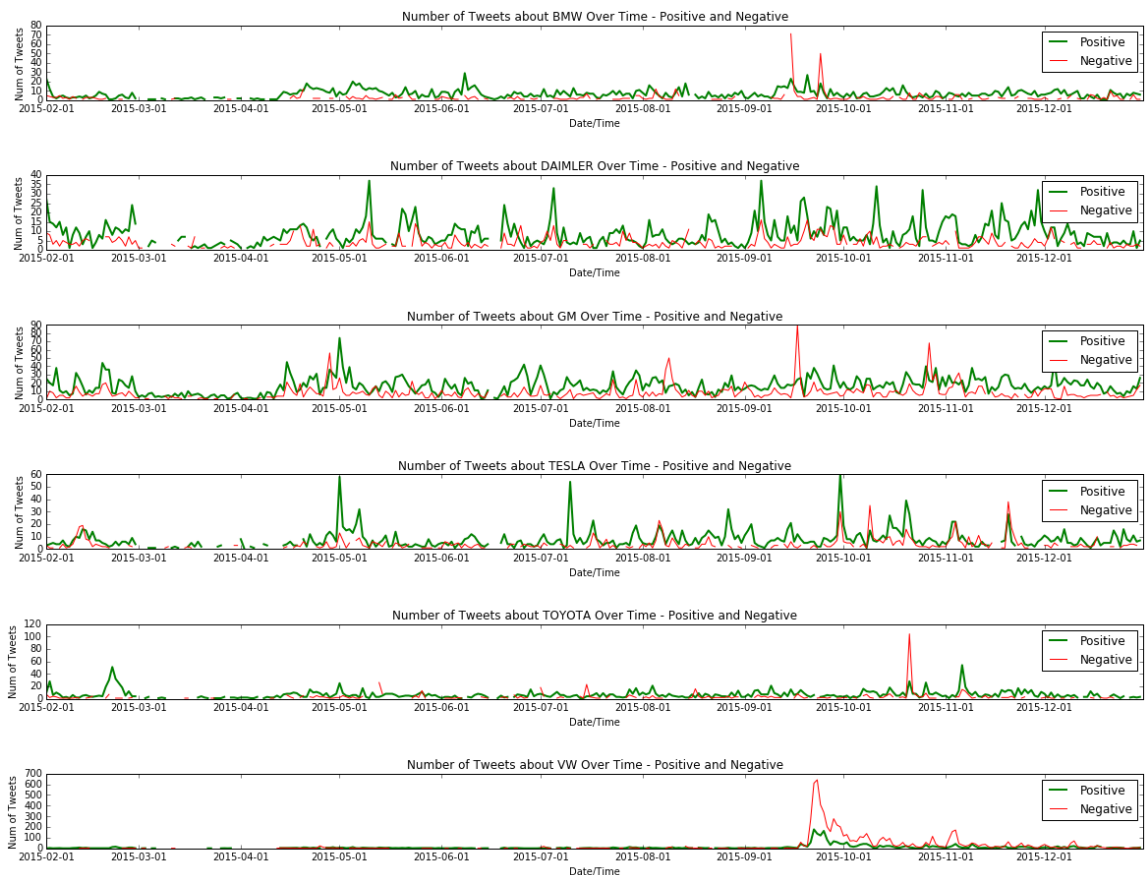 Number of Tweets about BMW Over Time - Positive and Negative
Num of Tweets
80
70
60
50
40
30
20
10
0
Positive
Negative
2015-02-01 2015-03-01 2015-04-01 2015-05-01 2015-06-01 2015-07-01 2015-08-01 2015-09-01 2015-10-01 2015-11-01 2015-12-01
Date/Time
Number of Tweets about DAIMLER Over Time - Positive and Negative
Num of Tweets
40
35
30
25
20
15
10
5
0
Positive
Negative
2015-02-01 2015-03-01 2015-04-01 2015-05-01 2015-06-01 2015-07-01 2015-08-01 2015-09-01 2015-10-01 2015-11-01 2015-12-01
Date/Time
Number of Tweets about GM Over Time - Positive and Negative
Num of Tweets
90
80
70
60
50
40
30
20
10
0
Positive
Negative
2015-02-01 2015-03-01 2015-04-01 2015-05-01 2015-06-01 2015-07-01 2015-08-01 2015-09-01 2015-10-01 2015-11-01 2015-12-01
Date/Time
Number of Tweets about TESLA Over Time - Positive and Negative
Num of Tweets
60
50
40
30
20
10
0
Positive
Negative
2015-02-01 2015-03-01 2015-04-01 2015-05-01 2015-06-01 2015-07-01 2015-08-01 2015-09-01 2015-10-01 2015-11-01 2015-12-01
Date/Time
Number of Tweets about TOYOTA Over Time - Positive and Negative
Num of Tweets
120
100
80
60
40
20
0
Positive
Negative
2015-02-01 2015-03-01 2015-04-01 2015-05-01 2015-06-01 2015-07-01 2015-08-01 2015-09-01 2015-10-01 2015-11-01 2015-12-01
Date/Time
Number of Tweets about VW Over Time - Positive and Negative
Num of Tweets
700
600
500
400
300
200
100
0
Positive
Negative
2015-02-01 2015-03-01 2015-04-01 2015-05-01 2015-06-01 2015-07-01 2015-08-01 2015-09-01 2015-10-01 2015-11-01 2015-12-01
Date/Time